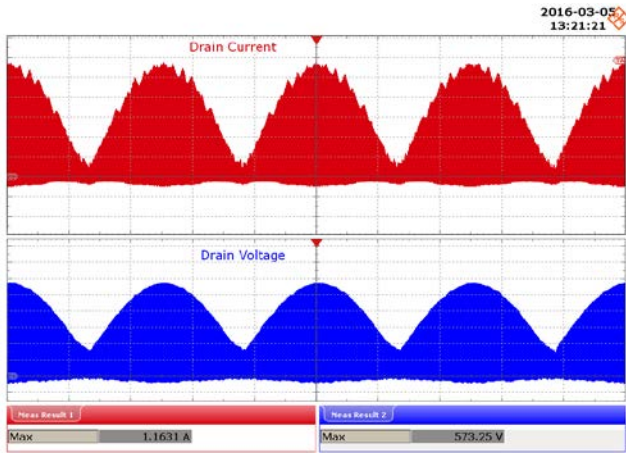 2016-03-05
13:21:21
Drain Current
Drain Voltage
Meas Result 1
Meas Result 2
Max 1.1631 A
Max 573.25 V